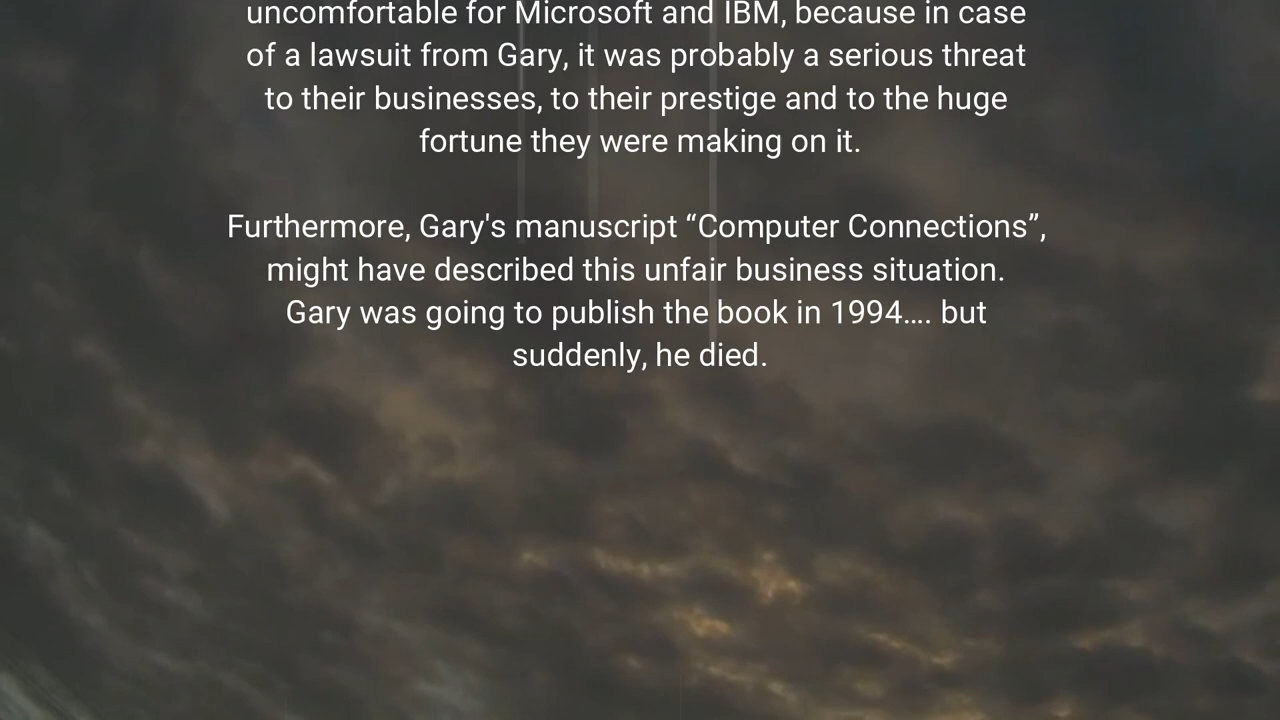 uncomfortable for Microsoft and IBM, because in case
of a lawsuit from Gary, it was probably a serious threat
to their businesses, to their prestige and to the huge
fortune they were making on it.
Furthermore, Gary's manuscript “Computer Connections”,
might have described this unfair business situation.
Gary was going to publish the book in 1994.... but
suddenly, he died.